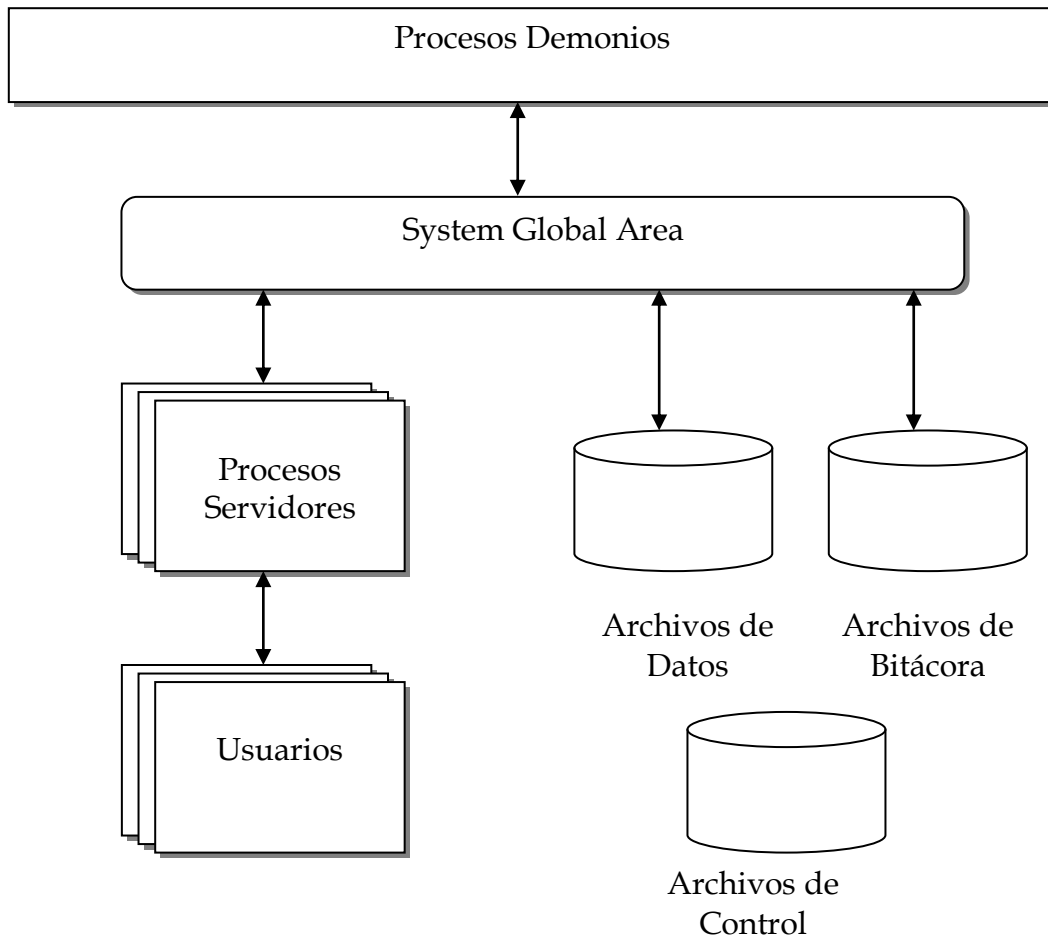 Procesos Demonios
System Global Area
Procesos
Servidores
Archivos de
Datos
Archivos de
Bitácora
Usuarios
Archivos de
Control